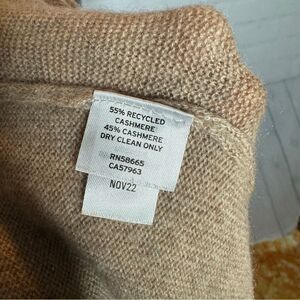 55% RECYCLED
CASHMERE
45% CASHMERE
DRY CLEAN ONLY
RN58665
CA57963
NOV22